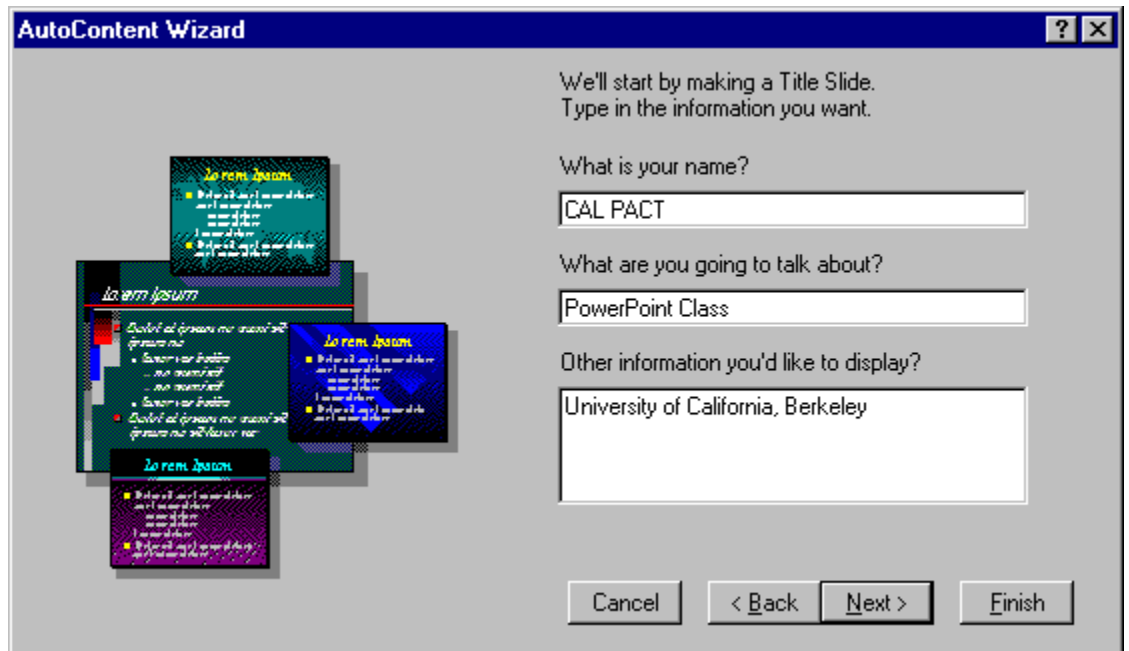 AutoContent Wizard
We'll start by making a Title Slide.
Type in the information you want.
What is your name?
CAL PACT
What are you going to talk about?
PowerPoint Class
Other information you'd like to display?
University of California, Berkeley
Lorem Ipsum
Lorem Ipsum
Lorem Ipsum
Lorem Ipsum
Cancel
< Back
Next >
Finish